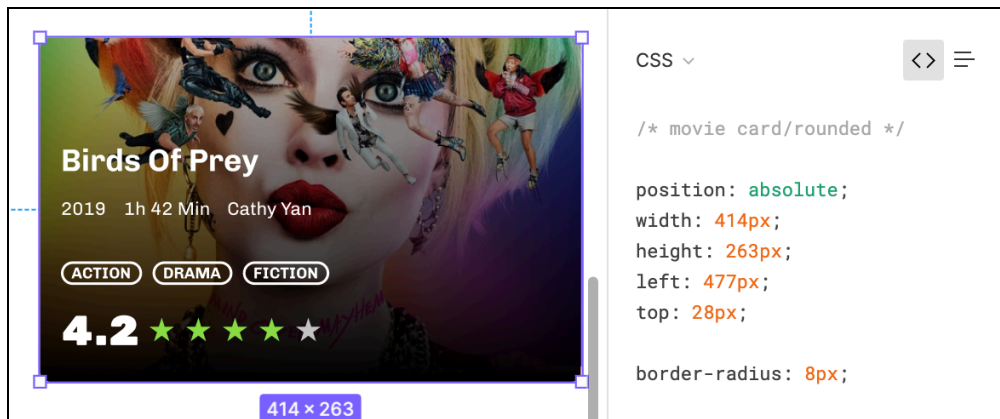 Birds Of Prey
2019 1h 42 Min Cathy Yan
ACTION DRAMA FICTION
4.2
MAYHEM
414 × 263
CSS
<>
/* movie card/rounded */
position: absolute;
width: 414px;
height: 263px;
left: 477px;
top: 28px;
border-radius: 8px;